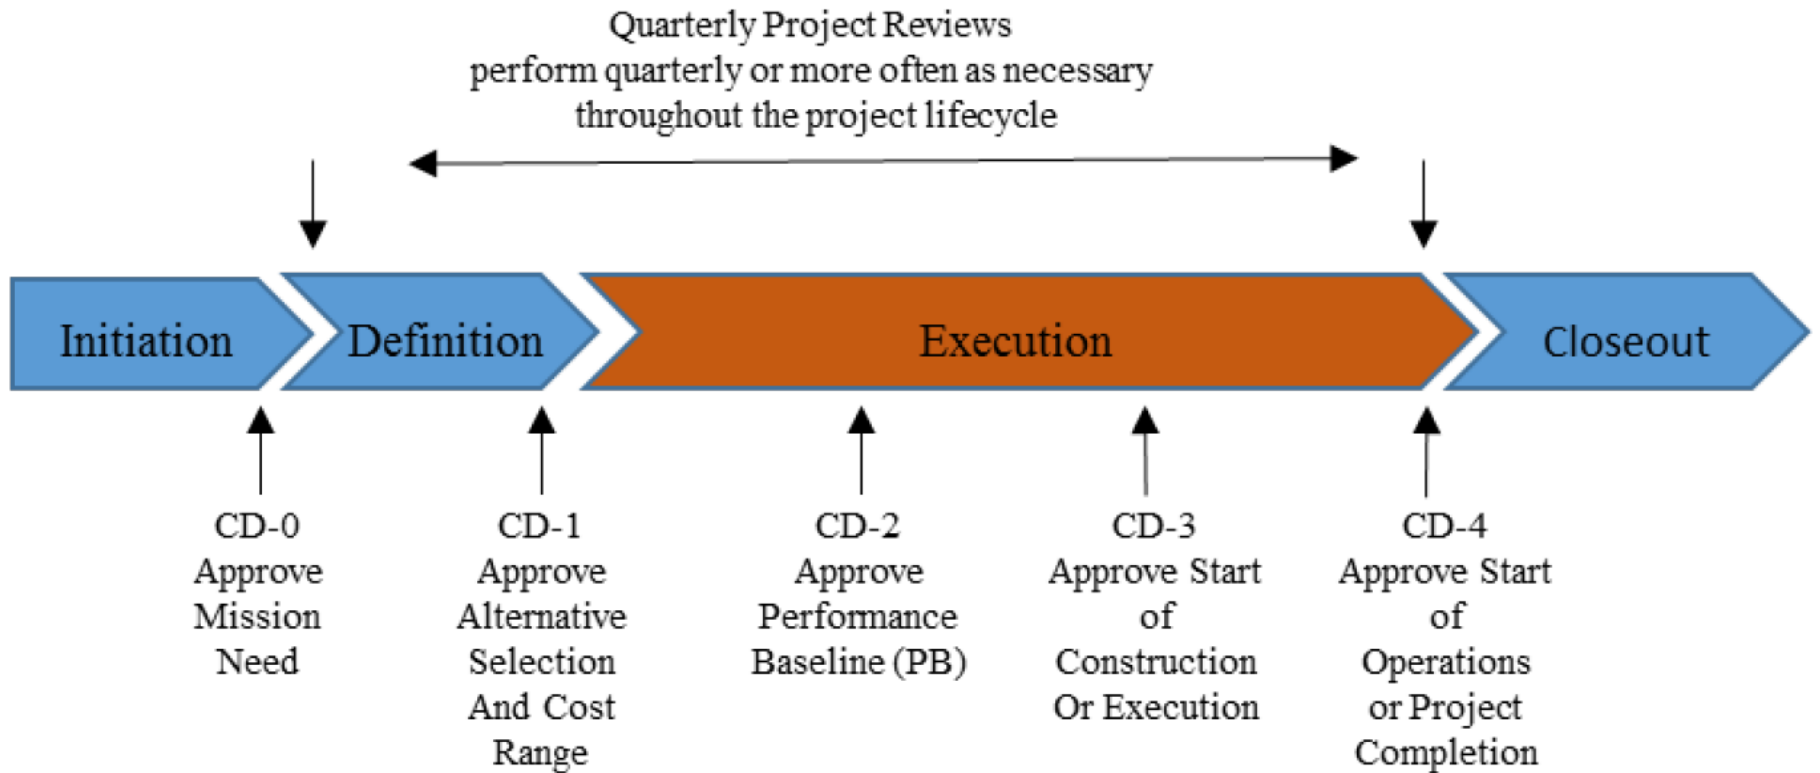 Quarterly Project Reviews
perform quarterly or more often as necessary
throughout the project lifecycle
Initiation
Definition
Execution
Closeout
CD-0
Approve
Mission
Need
CD-1
Approve
Alternative
Selection
And Cost
Range
CD-2
Approve
Performance
Baseline (PB)
CD-3
Approve Start
of
Construction
Or Execution
CD-4
Approve Start
of
Operations
or Project
Completion